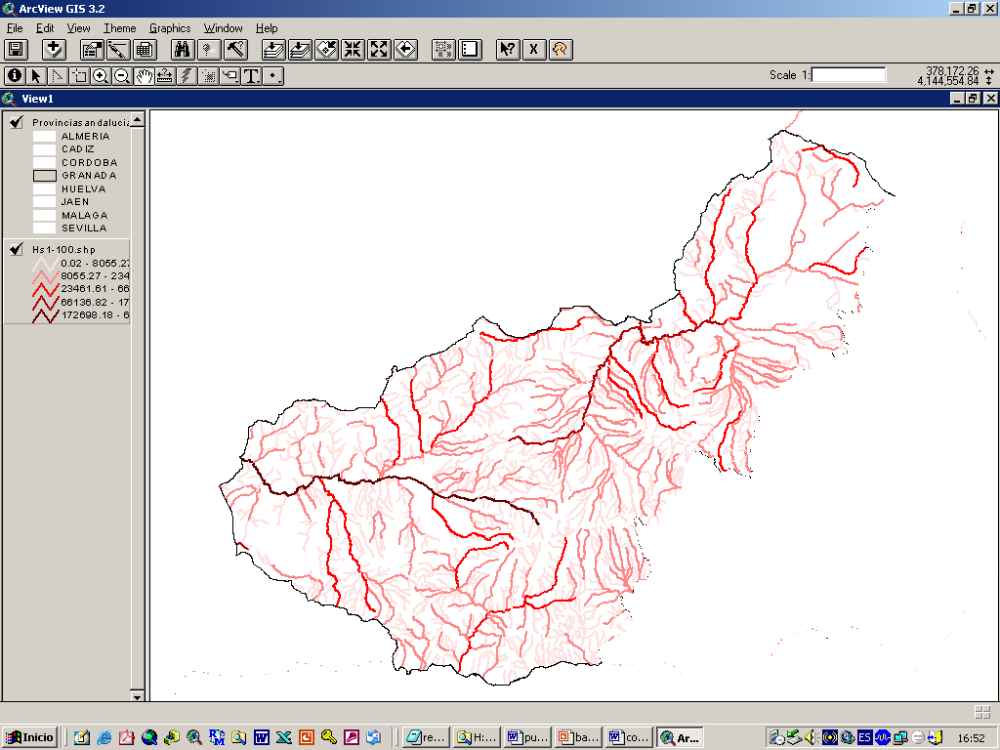 ArcView GIS 3.2
File Edit View Theme Graphics Window Help
Scale 1:
378,172.26
4,144,554.84
View1
Provinciasandalucia
ALMERIA
CADIZ
CORDOBA
GRANADA
HUELVA
JAEN
MALAGA
SEVILLA
Hs1-100.shp
0.02 - 8055.27
8055.27 - 234
23461.61 - 66
66136.82 - 17
172698.18 - 6
Inicio
re...
H:...
pu...
ba...
co...
Ar...
ES
16:52